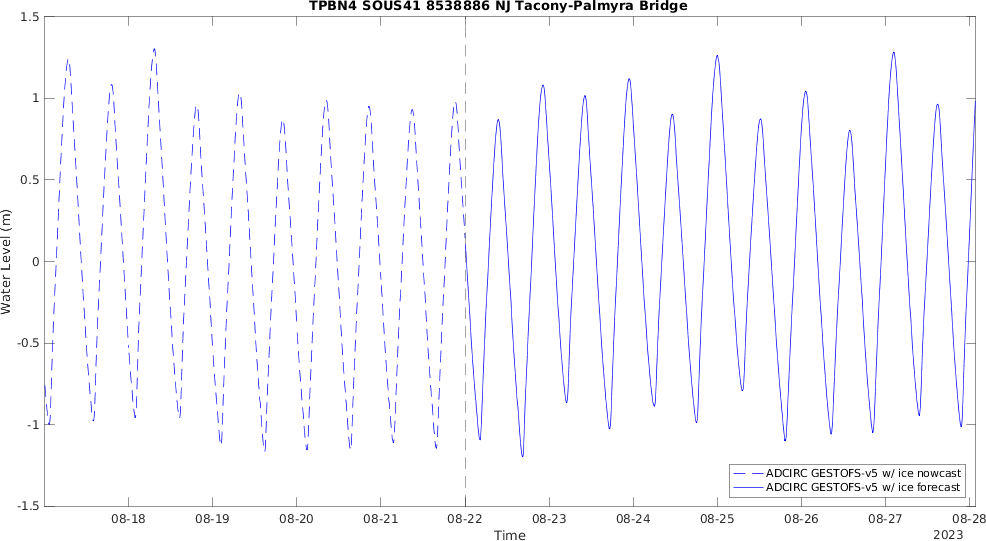 TPBN4 SOUS41 8538886 NJ Tacony-Palmyra Bridge
1.5
1
0.5
0
-0.5
-1
-1.5
Water Level (m)
08-18 08-19 08-20 08-21 08-22 08-23 08-24 08-25 08-26 08-27 08-28
Time
2023
ADCIRC GESTOFS-v5 w/ ice nowcast
ADCIRC GESTOFS-v5 w/ ice forecast